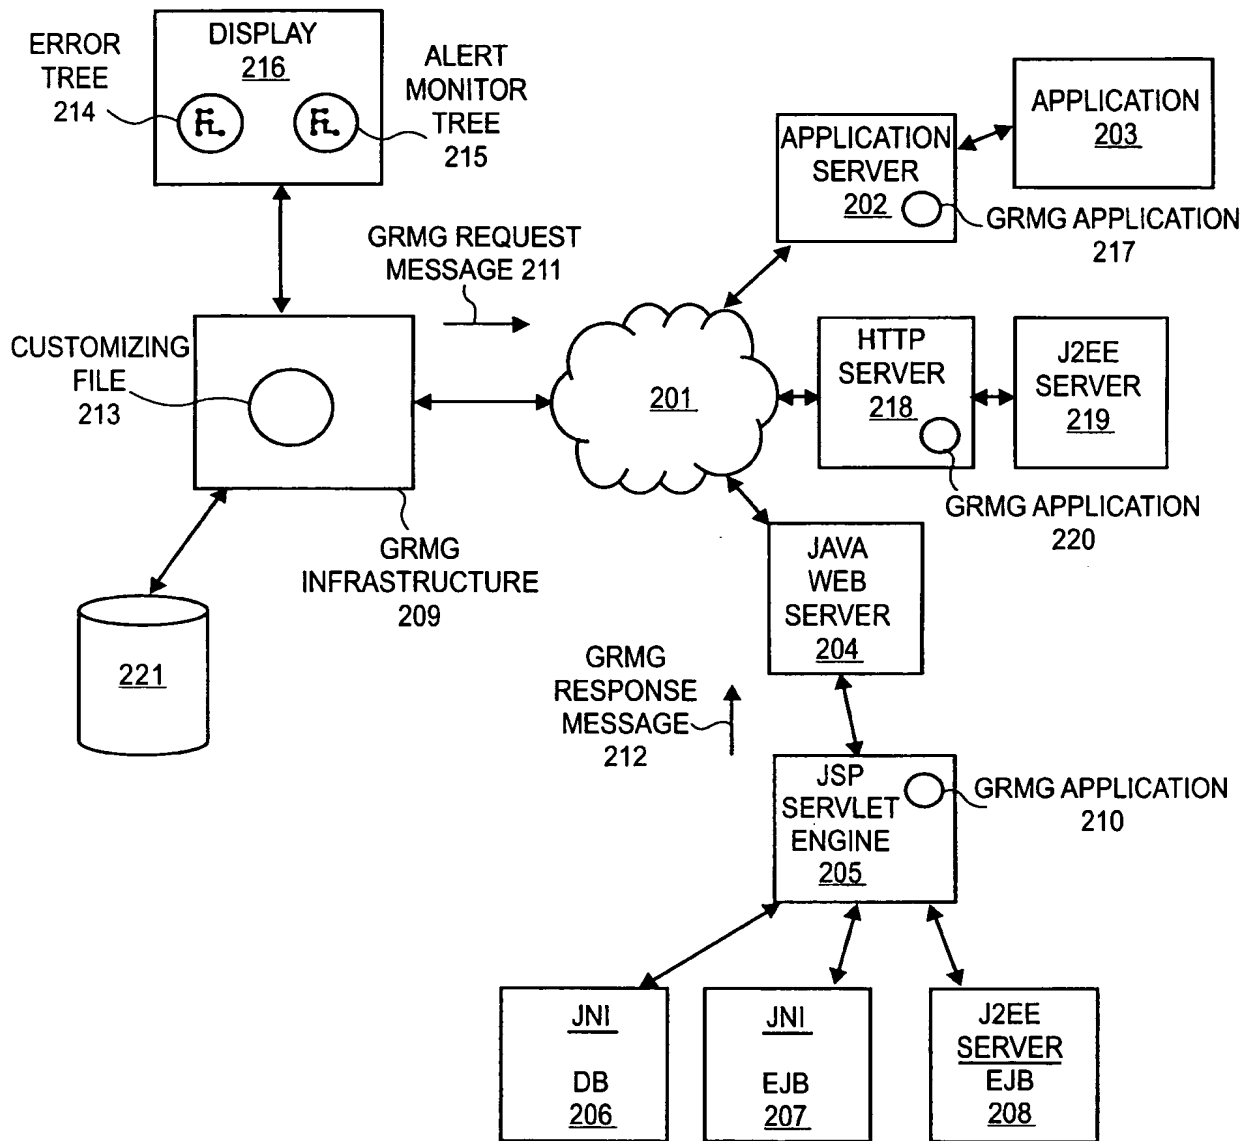 ERROR
TREE
214
DISPLAY
216
ALERT
MONITOR
TREE
215
APPLICATION
SERVER
202
APPLICATION
203
GRMG APPLICATION
217
GRMG REQUEST
MESSAGE 211
CUSTOMIZING
FILE
213
201
HTTP
SERVER
218
J2EE
SERVER
219
GRMG APPLICATION
220
GRMG
INFRASTRUCTURE
209
JAVA
WEB
SERVER
204
221
GRMG
RESPONSE
MESSAGE
212
JSP
SERVLET
ENGINE
205
GRMG APPLICATION
210
JNI
DB
206
JNI
EJB
207
J2EE
SERVER
EJB
208